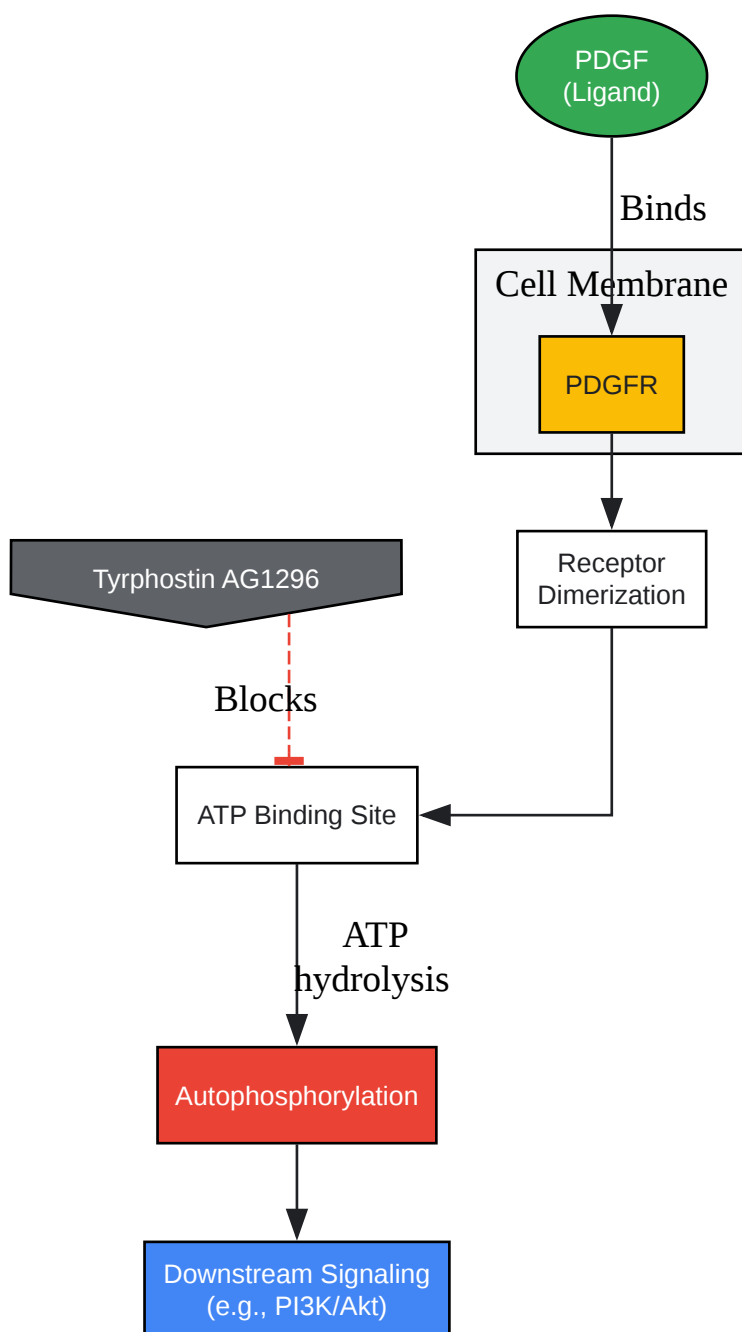 PDGF
(Ligand)
Binds
Cell Membrane
PDGFR
Receptor
Dimerization
Tyrphostin AG1296
Blocks
ATP Binding Site
ATP
hydrolysis
Autophosphorylation
Downstream Signaling
(e.g., PI3K/Akt)